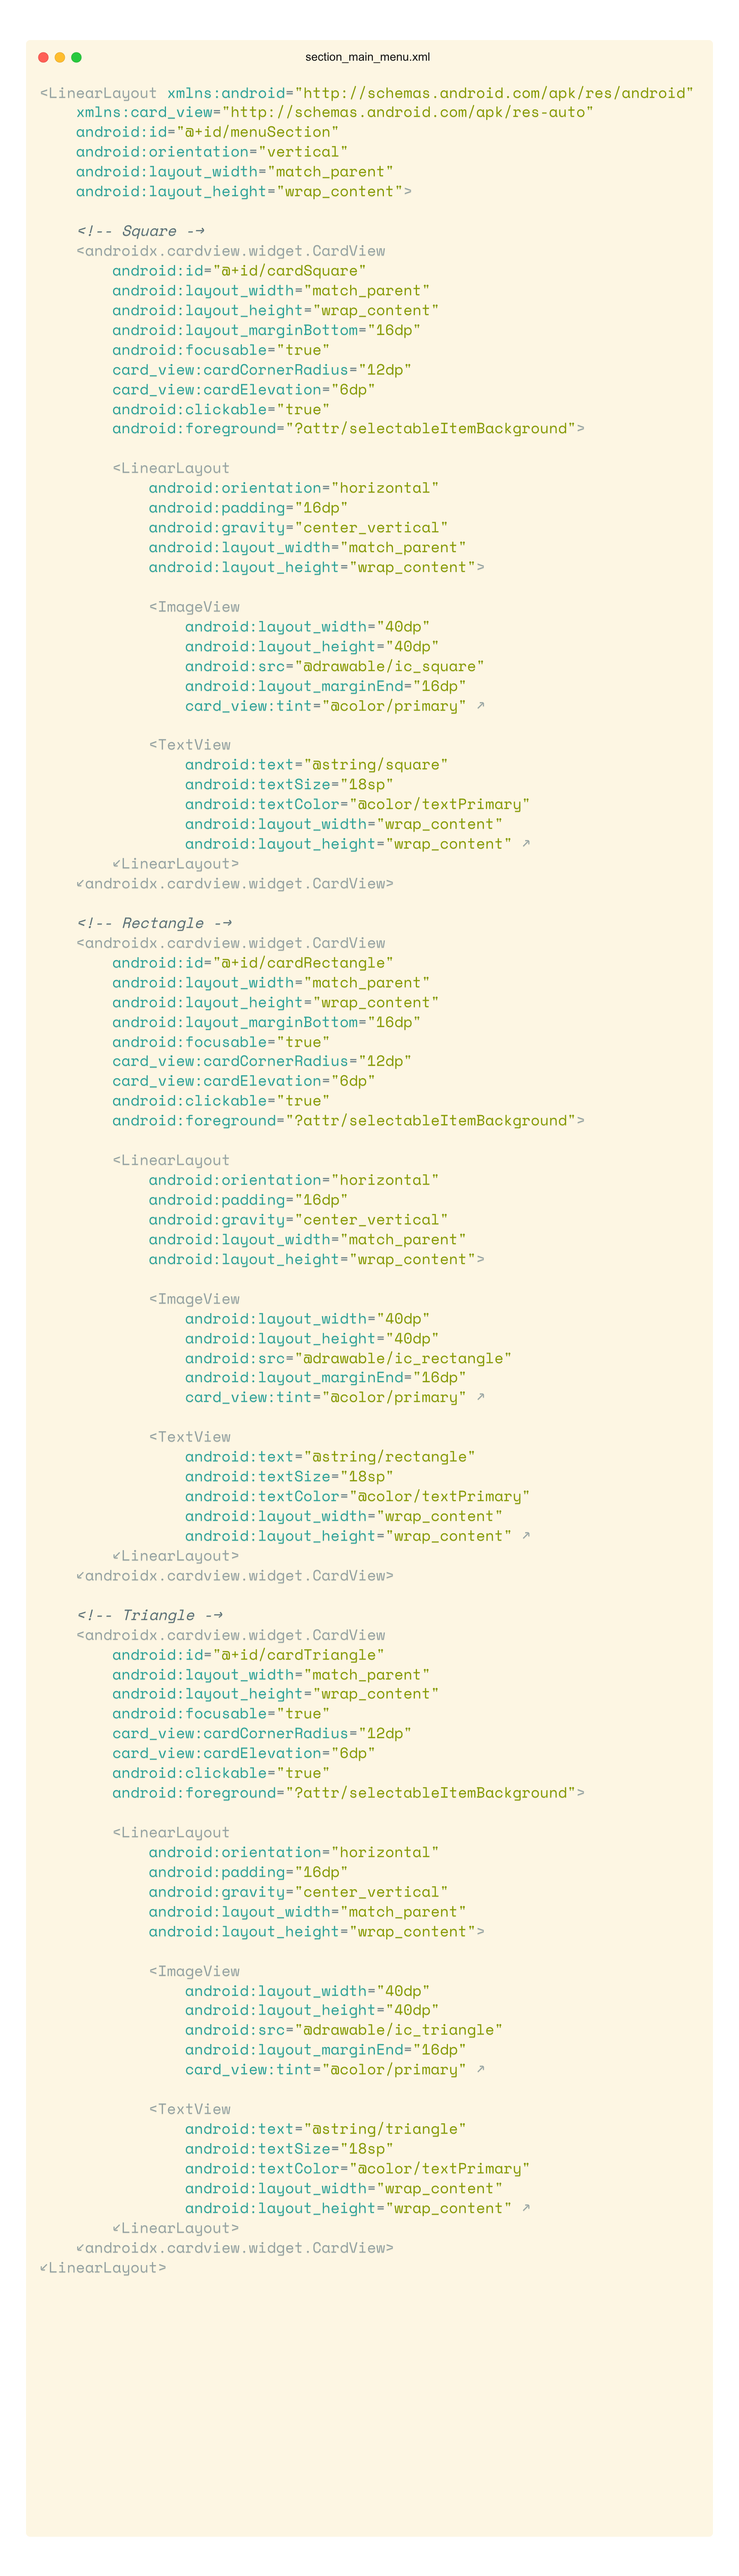 section_main_menu.xml
<LinearLayout xmlns:android="http://schemas.android.com/apk/res/android"
    xmlns:card_view="http://schemas.android.com/apk/res-auto"
    android:id="@+id/menuSection"
    android:orientation="vertical"
    android:layout_width="match_parent"
    android:layout_height="wrap_content">

    <!-- Square -->
    <androidx.cardview.widget.CardView
        android:id="@+id/cardSquare"
        android:layout_width="match_parent"
        android:layout_height="wrap_content"
        android:layout_marginBottom="16dp"
        android:focusable="true"
        card_view:cardCornerRadius="12dp"
        card_view:cardElevation="6dp"
        android:clickable="true"
        android:foreground="?attr/selectableItemBackground">

        <LinearLayout
            android:orientation="horizontal"
            android:padding="16dp"
            android:gravity="center_vertical"
            android:layout_width="match_parent"
            android:layout_height="wrap_content">

            <ImageView
                android:layout_width="40dp"
                android:layout_height="40dp"
                android:src="@drawable/ic_square"
                android:layout_marginEnd="16dp"
                card_view:tint="@color/primary" />

            <TextView
                android:text="@string/square"
                android:textSize="18sp"
                android:textColor="@color/textPrimary"
                android:layout_width="wrap_content"
                android:layout_height="wrap_content" />
        </LinearLayout>
    </androidx.cardview.widget.CardView>

    <!-- Rectangle -->
    <androidx.cardview.widget.CardView
        android:id="@+id/cardRectangle"
        android:layout_width="match_parent"
        android:layout_height="wrap_content"
        android:layout_marginBottom="16dp"
        android:focusable="true"
        card_view:cardCornerRadius="12dp"
        card_view:cardElevation="6dp"
        android:clickable="true"
        android:foreground="?attr/selectableItemBackground">

        <LinearLayout
            android:orientation="horizontal"
            android:padding="16dp"
            android:gravity="center_vertical"
            android:layout_width="match_parent"
            android:layout_height="wrap_content">

            <ImageView
                android:layout_width="40dp"
                android:layout_height="40dp"
                android:src="@drawable/ic_rectangle"
                android:layout_marginEnd="16dp"
                card_view:tint="@color/primary" />

            <TextView
                android:text="@string/rectangle"
                android:textSize="18sp"
                android:textColor="@color/textPrimary"
                android:layout_width="wrap_content"
                android:layout_height="wrap_content" />
        </LinearLayout>
    </androidx.cardview.widget.CardView>

    <!-- Triangle -->
    <androidx.cardview.widget.CardView
        android:id="@+id/cardTriangle"
        android:layout_width="match_parent"
        android:layout_height="wrap_content"
        android:focusable="true"
        card_view:cardCornerRadius="12dp"
        card_view:cardElevation="6dp"
        android:clickable="true"
        android:foreground="?attr/selectableItemBackground">

        <LinearLayout
            android:orientation="horizontal"
            android:padding="16dp"
            android:gravity="center_vertical"
            android:layout_width="match_parent"
            android:layout_height="wrap_content">

            <ImageView
                android:layout_width="40dp"
                android:layout_height="40dp"
                android:src="@drawable/ic_triangle"
                android:layout_marginEnd="16dp"
                card_view:tint="@color/primary" />

            <TextView
                android:text="@string/triangle"
                android:textSize="18sp"
                android:textColor="@color/textPrimary"
                android:layout_width="wrap_content"
                android:layout_height="wrap_content" />
        </LinearLayout>
    </androidx.cardview.widget.CardView>
</LinearLayout>